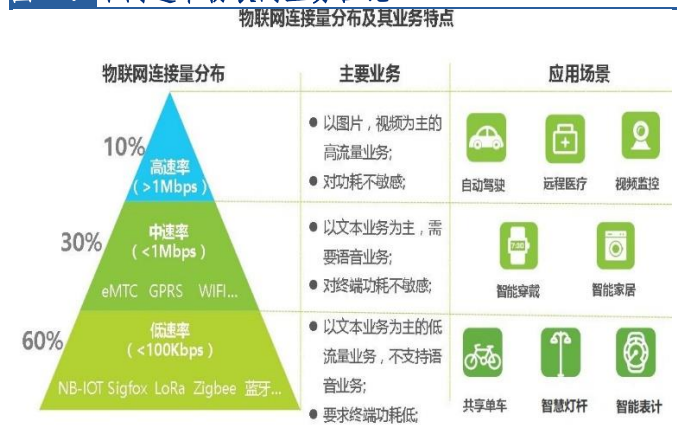 物联网连接量分布及其业务特点
物联网连接量分布
主要业务
应用场景
10%
高速率
（>1Mbps）
● 以图片，视频为主的
高流量业务;
● 对功耗不敏感;
自动驾驶
远程医疗
视频监控
30%
中速率
（<1Mbps）
eMTC GPRS WIFI...
● 以文本业务为主，需
要语音业务;
● 对终端功耗不敏感;
7:30
智能穿戴
智能家居
60%
低速率
（<100Kbps）
NB-IOT Sigfox LoRa Zigbee 蓝牙...
● 以文本业务为主的低
流量业务，不支持语
音业务;
● 要求终端功耗低;
共享单车
智慧灯杆
智能表计